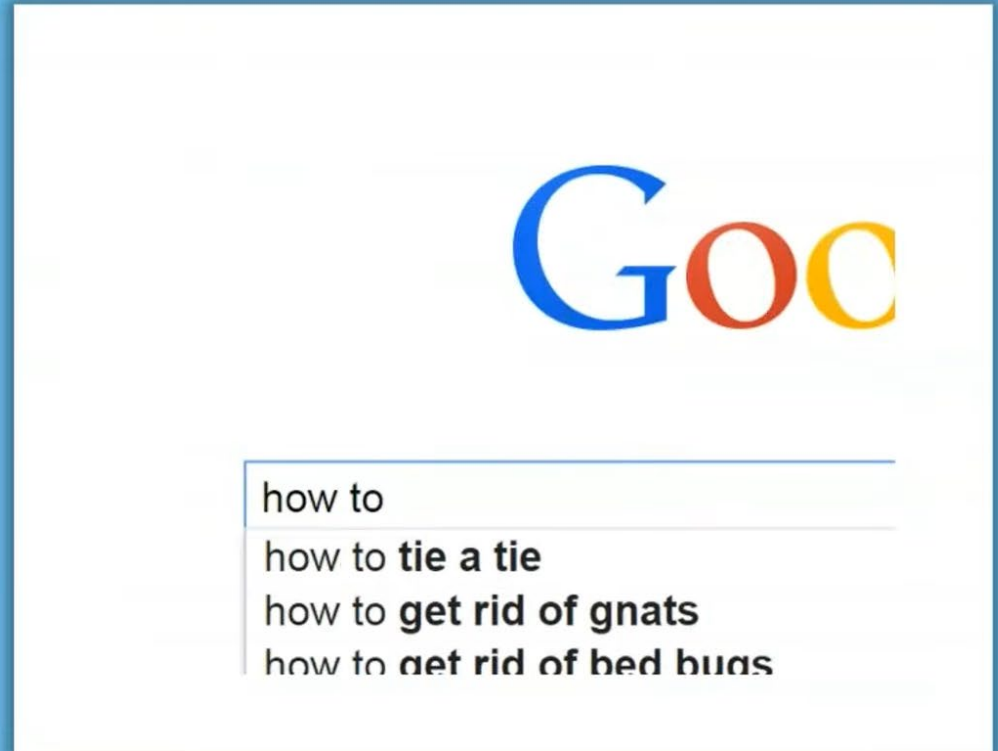 Goo
how to
how to tie a tie
how to get rid of gnats
how to get rid of bed bugs